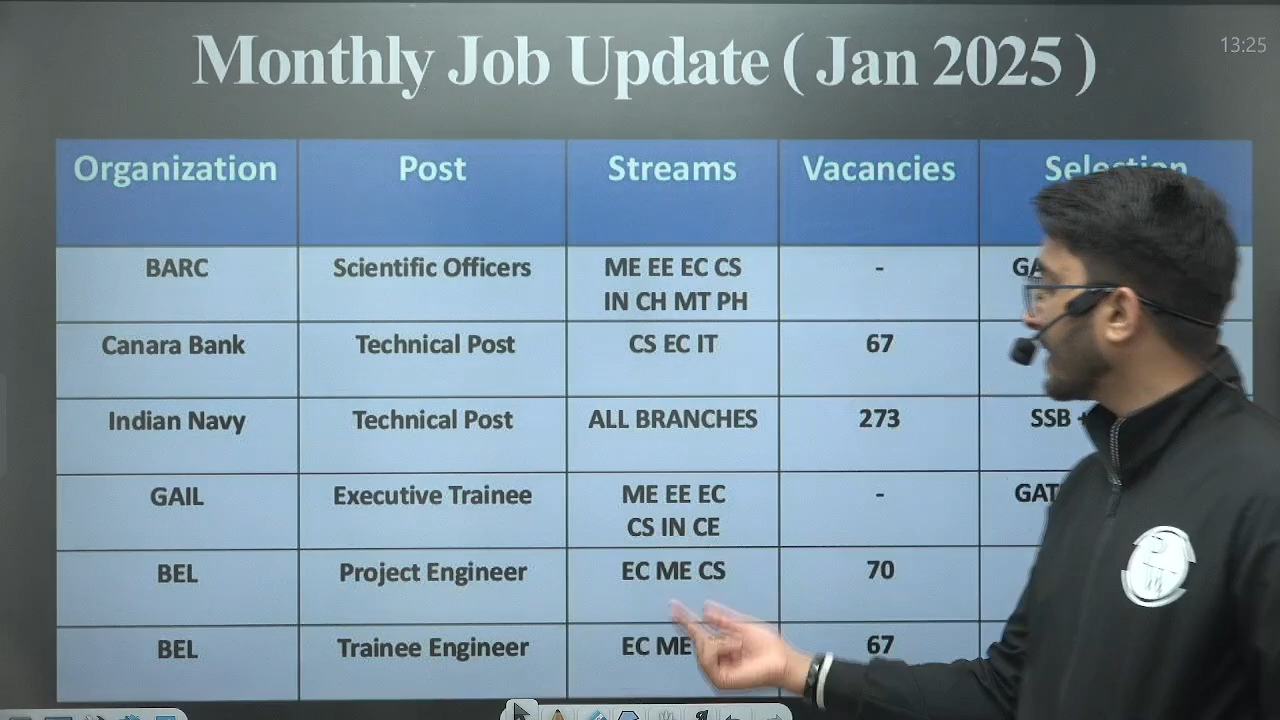 Monthly Job Update ( Jan 2025 )
13:25
Organization Post Streams Vacancies Selection
BARC Scientific Officers ME EE EC CS -
IN CH MT PH
Canara Bank Technical Post CS EC IT 67
Indian Navy Technical Post ALL BRANCHES 273 SSB
GAIL Executive Trainee ME EE EC -
CS IN CE
BEL Project Engineer EC ME CS 70
BEL Trainee Engineer EC ME 67